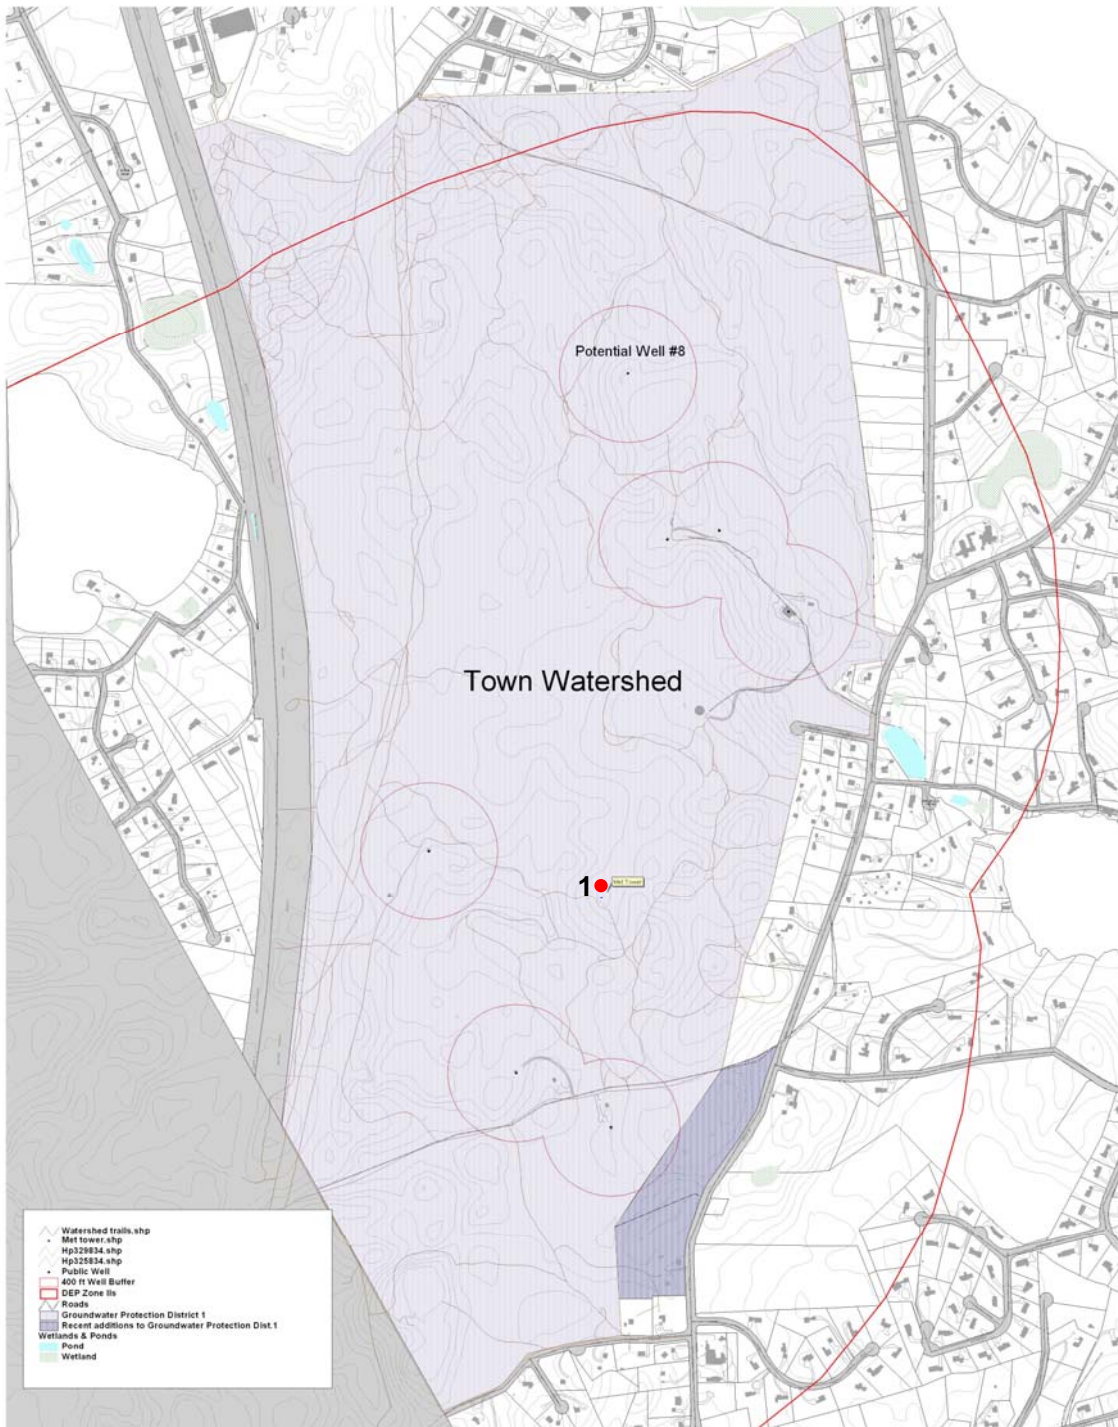 Potential Well #8
Town Watershed
1
Met Tower
Watershed trails.shp
Met tower.shp
Hp329834.shp
Hp325834.shp
Public Well
400 ft Well Buffer
DEP Zone IIs
Roads
Groundwater Protection District 1
Recent additions to Groundwater Protection Dist.1
Wetlands & Ponds
Pond
Wetland